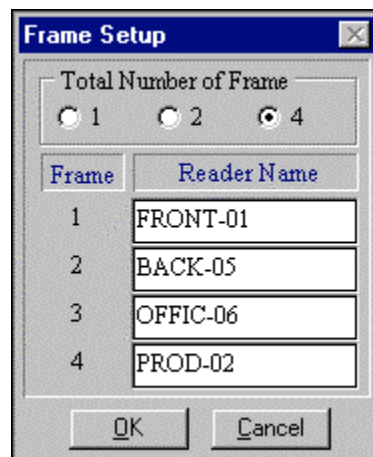 Frame Setup
Total Number of Frame
1 2 4
Frame Reader Name
1 FRONT-01
2 BACK-05
3 OFFIC-06
4 PROD-02
OK Cancel